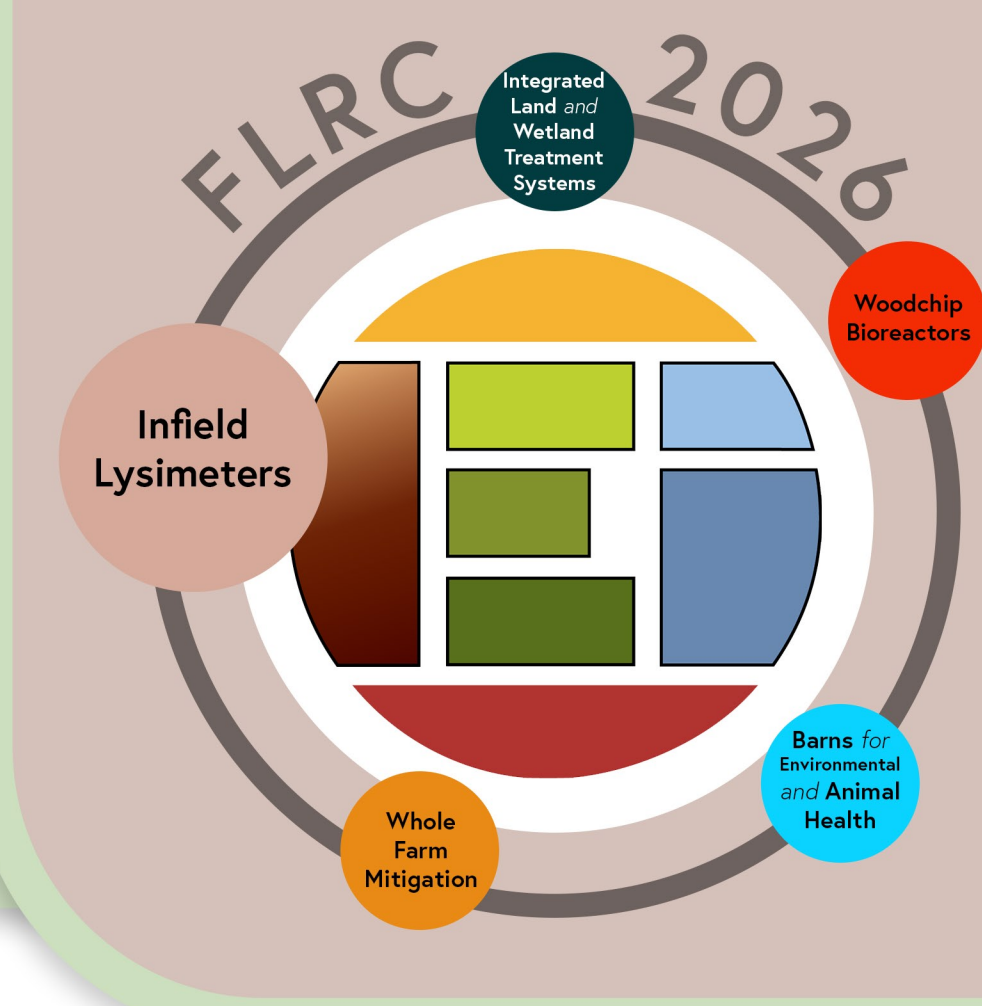 FLRC 2026
Integrated
Land and
Wetland
Treatment
Systems
Woodchip
Bioreactors
Infield
Lysimeters
Barns for
Environmental
and Animal
Health
Whole
Farm
Mitigation